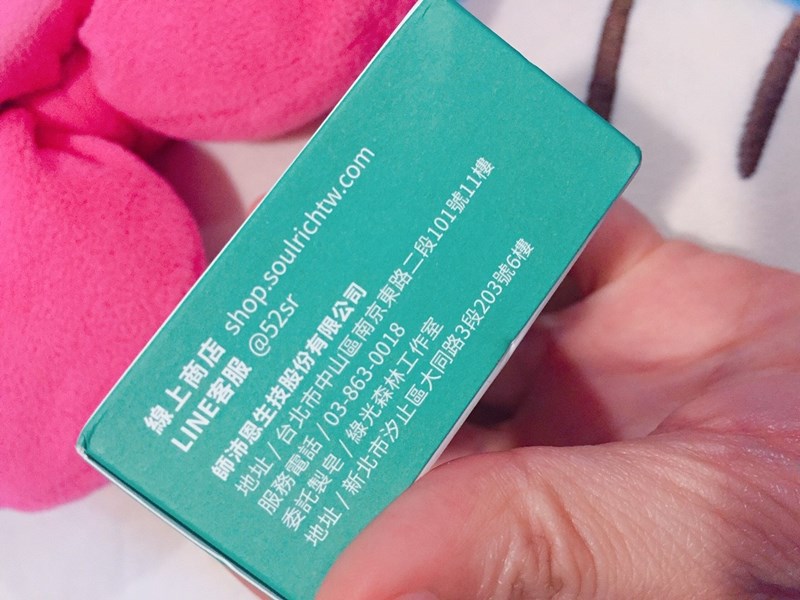 線上商店 shop.soulrichtw.com
LINE客服 @52sr
師沛恩生技股份有限公司
地址/台北市中山區南京東路二段101號11樓
服務電話/03-863-0018
委託製皂/綠光森林工作室
地址/新北市汐止區大同路3段203號6樓